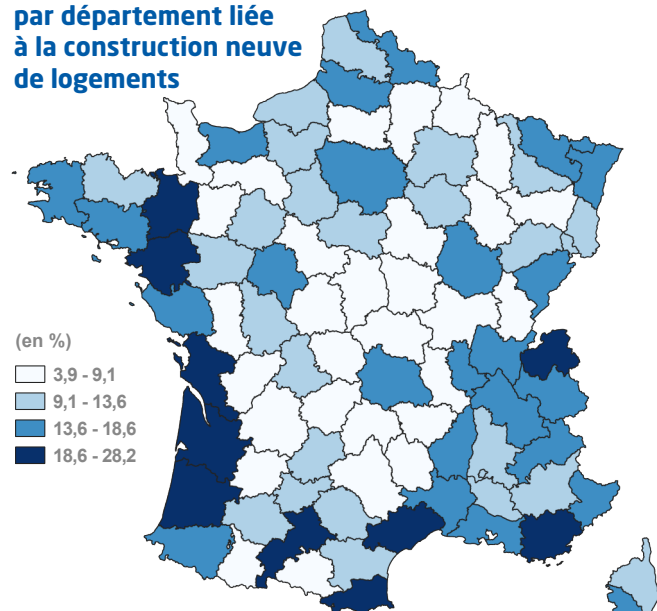 par département liée
à la construction neuve
de logements
(en %)
3,9 - 9,1
9,1 - 13,6
13,6 - 18,6
18,6 - 28,2